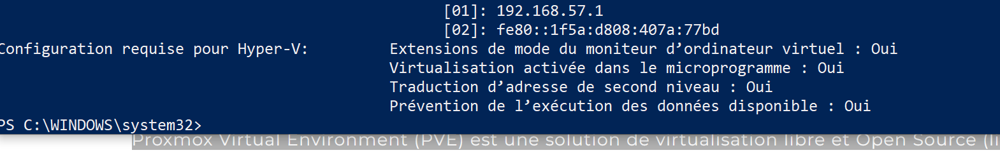 [01]: 192.168.57.1
[02]: fe80::1f5a:d808:407a:77bd
Configuration requise pour Hyper-V: Extensions de mode du moniteur d’ordinateur virtuel : Oui
Virtualisation activée dans le microprogramme : Oui
Traduction d’adresse de second niveau : Oui
Prévention de l’exécution des données disponible : Oui
PS C:\WINDOWS\system32>
Proxmox Virtual Environment (PVE) est une solution de virtualisation libre et Open Source (li